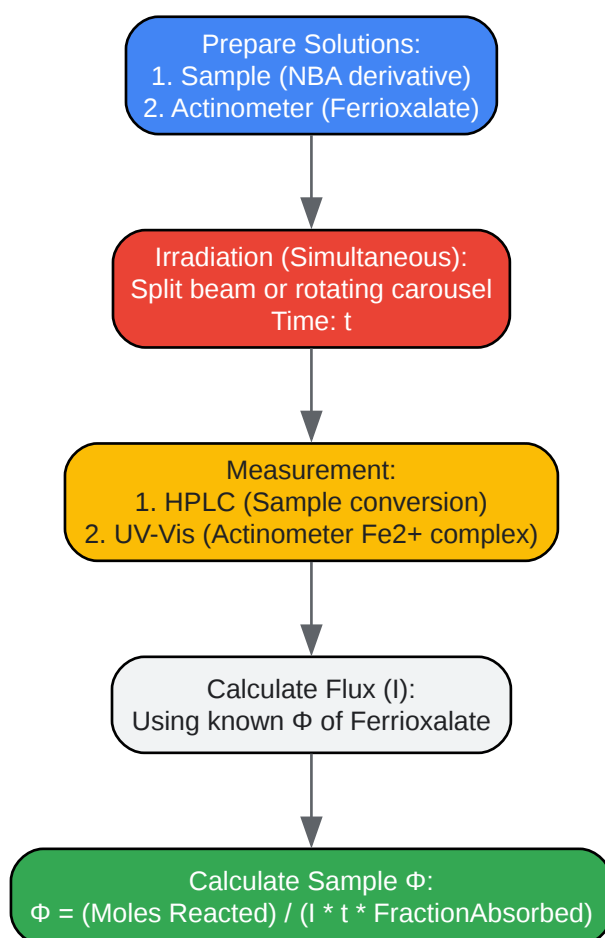 Prepare Solutions:
1. Sample (NBA derivative)
2. Actinometer (Ferrioxalate)
Irradiation (Simultaneous):
Split beam or rotating carousel
Time: t
Measurement:
1. HPLC (Sample conversion)
2. UV-Vis (Actinometer Fe2+ complex)
Calculate Flux (I):
Using known Φ of Ferrioxalate
Calculate Sample Φ:
Φ = (Moles Reacted) / (I * t * FractionAbsorbed)